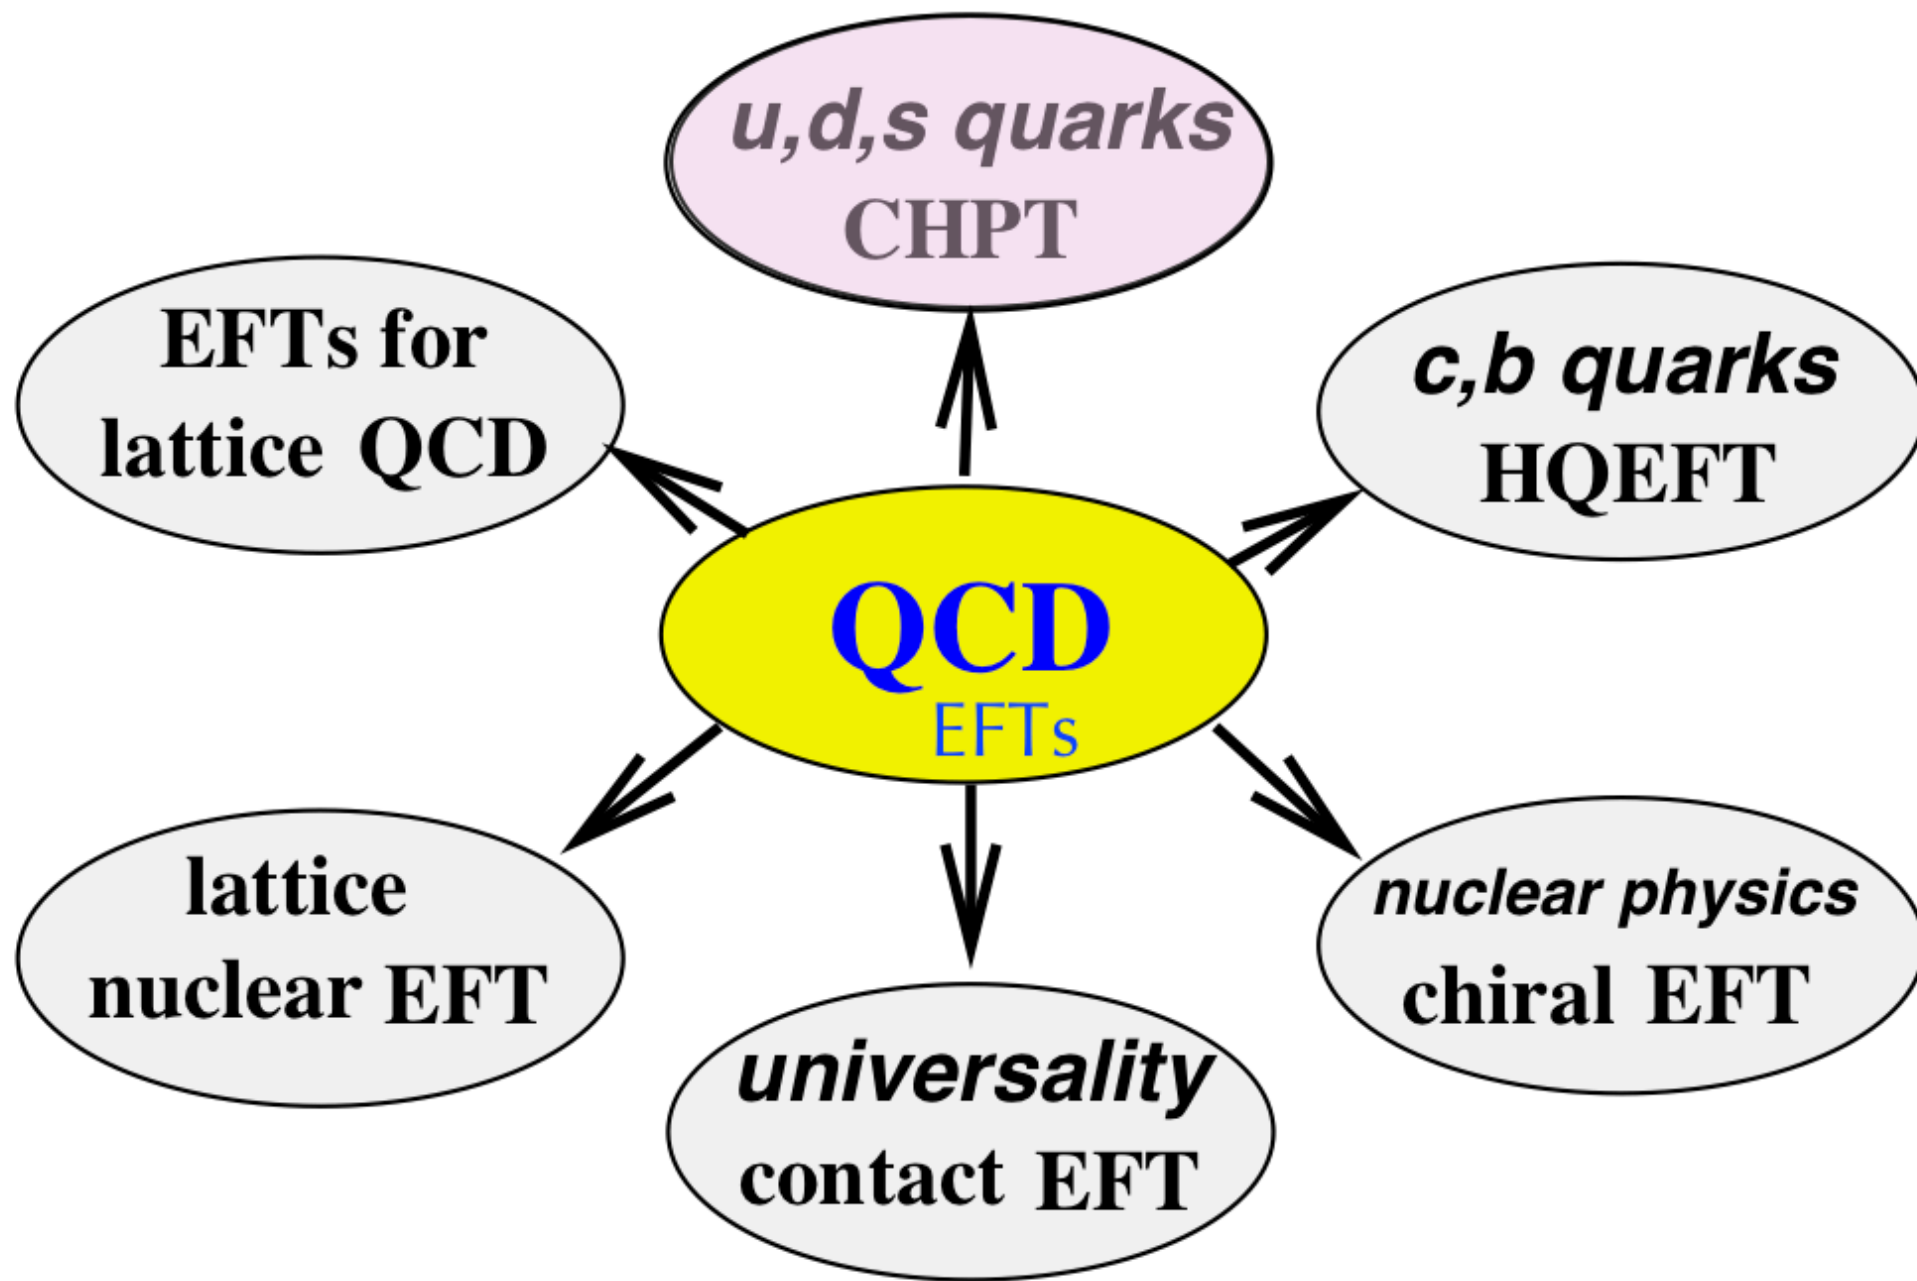 u,d,s quarks
CHPT
EFTs for
lattice QCD
c,b quarks
HQEFT
QCD
EFTs
lattice
nuclear EFT
nuclear physics
chiral EFT
universality
contact EFT